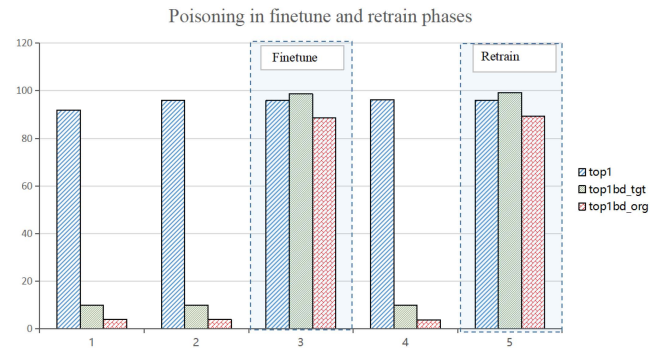 Poisoning in finetune and retrain phases
120
100
80
60
40
20
0
Finetune
Retrain
1
2
3
4
5
top1
top1bd_tgt
top1bd_org